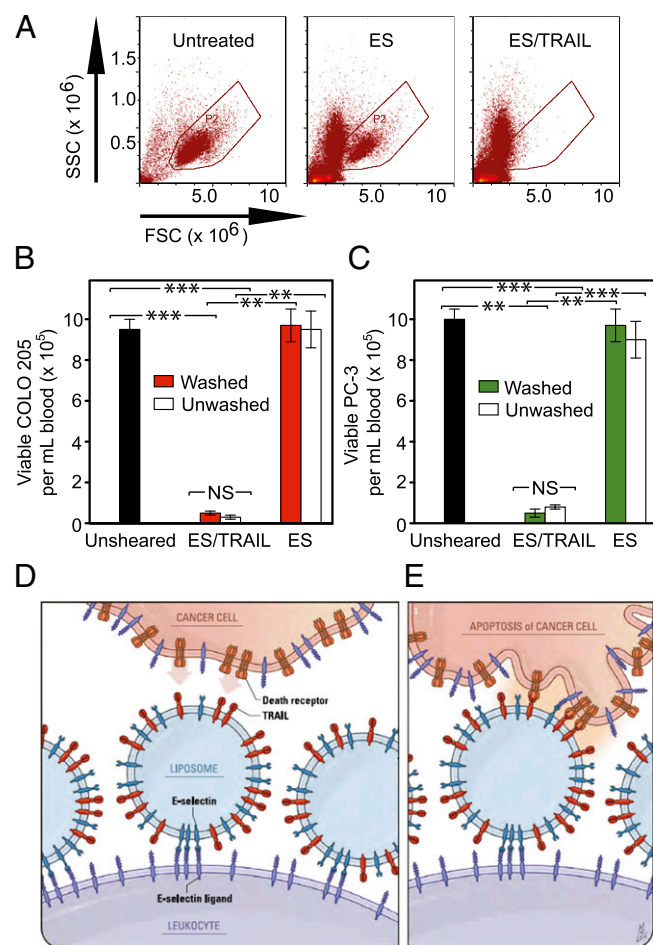 A
Untreated
ES
ES/TRAIL
SSC (x 10⁶)
1.5
1.0
0.5
P2
P2
5.0 10
5.0 10
5.0 10
FSC (x 10⁶)
B
Viable COLO 205
per mL blood (x 10⁵)
***
**
***
**
10
8
6
4
2
0
Washed
Unwashed
NS
Unsheared ES/TRAIL ES
C
Viable PC-3
per mL blood (x 10⁵)
***
***
**
**
10
8
6
4
2
0
Washed
Unwashed
NS
Unsheared ES/TRAIL ES
D
CANCER CELL
Death receptor
TRAIL
LIPOSOME
E-selectin
E-selectin ligand
LEUKOCYTE
E
APOPTOSIS of CANCER CELL